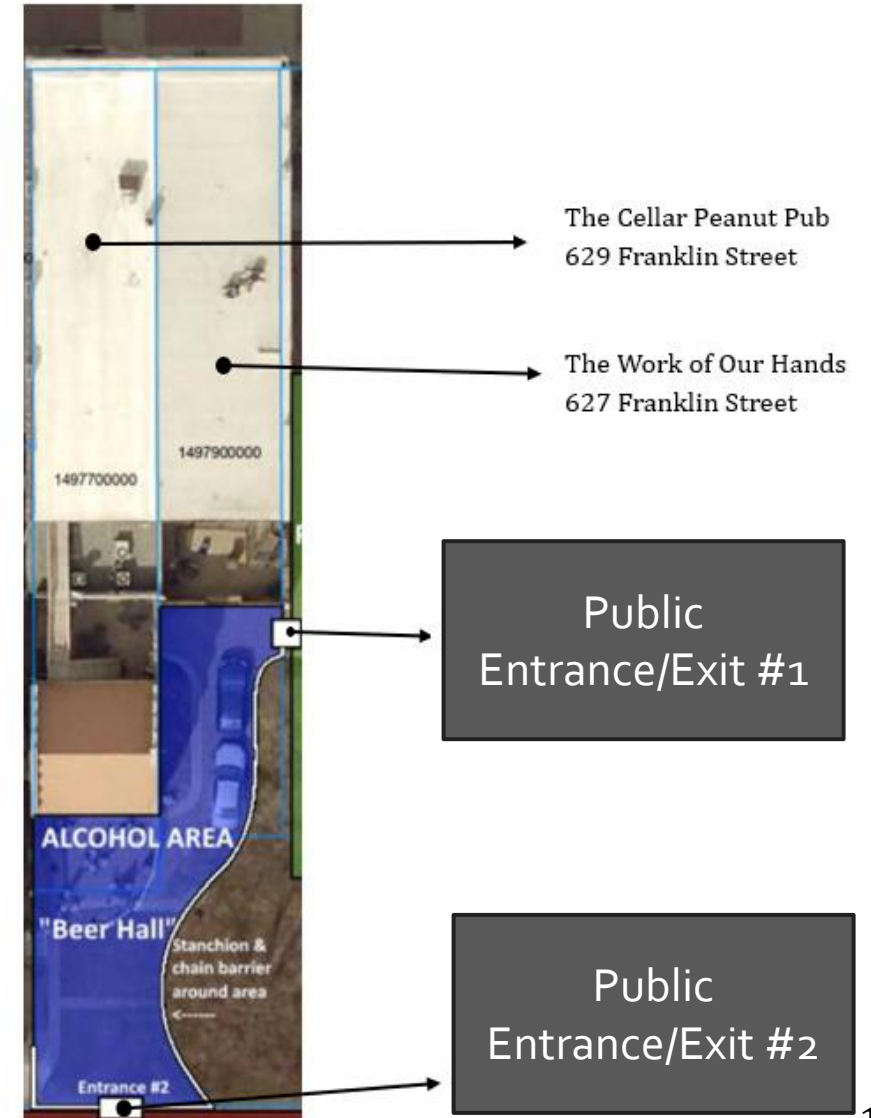 The Cellar Peanut Pub
629 Franklin Street
The Work of Our Hands
627 Franklin Street
1497900000
1497700000
Public
Entrance/Exit #1
ALCOHOL AREA
"Beer Hall"
Stanchion &
chain barrier
around area
<------
Public
Entrance/Exit #2
Entrance #2